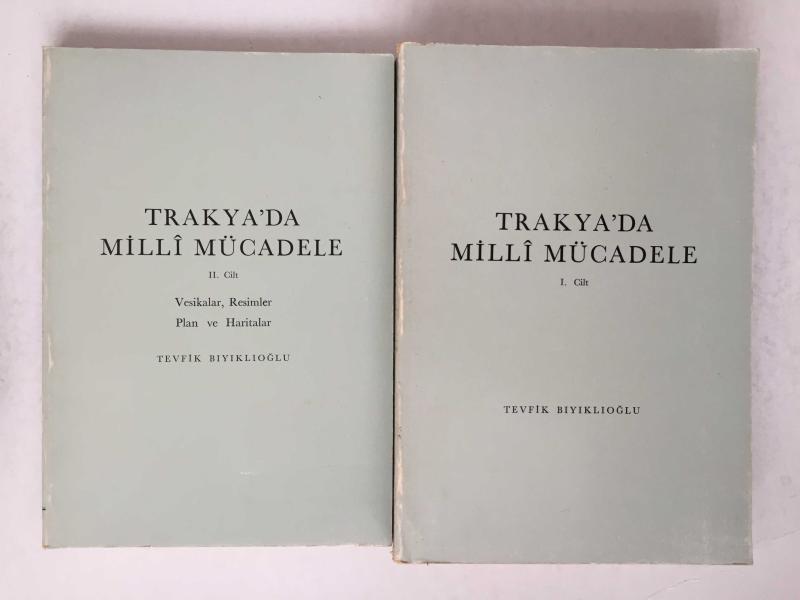 TRAKYA'DA
MİLLÎ MÜCADELE
II. Cilt
Vesikalar, Resimler
Plan ve Haritalar
TEVFİK BIYIKLIOĞLU
TRAKYA'DA
MİLLÎ MÜCADELE
I. Cilt
TEVFİK BIYIKLIOĞLU